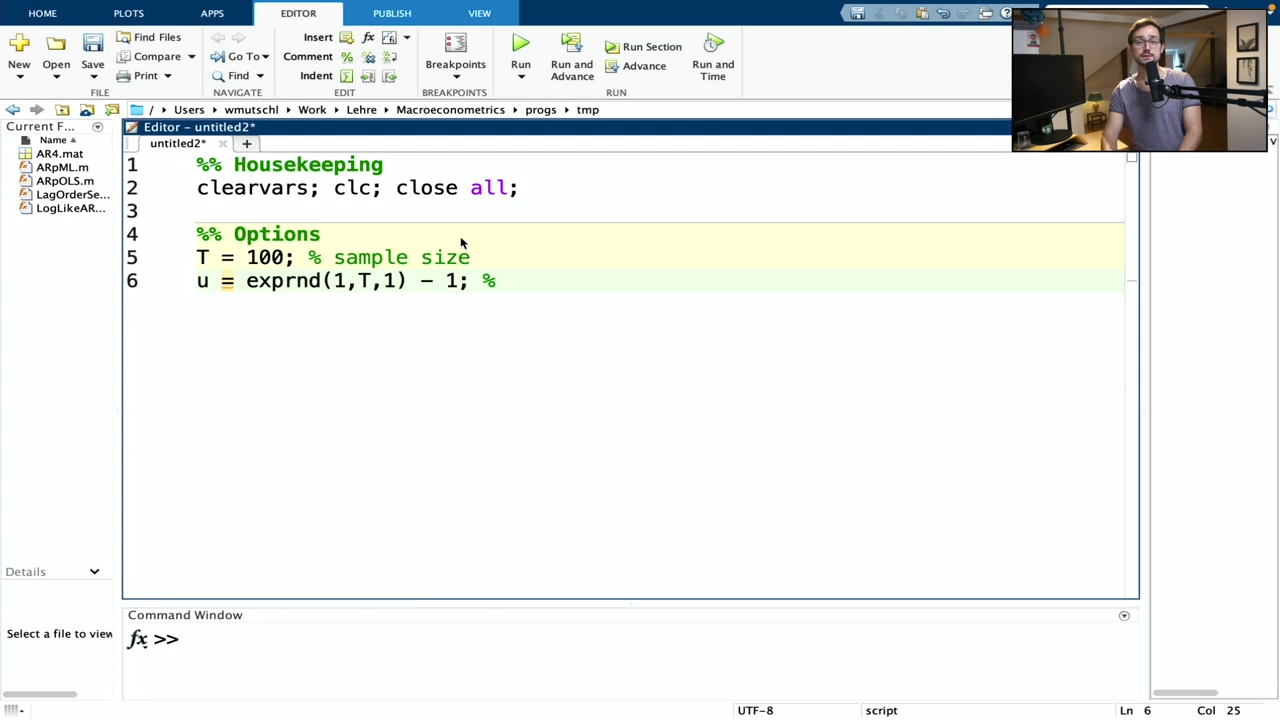 HOME PLOTS APPS EDITOR PUBLISH VIEW
New Open Save Find Files Compare Print
FILE
Go To Find
NAVIGATE
Insert fx
Comment %
Indent
EDIT
Breakpoints
BREAKPOINTS
Run Run and Advance Run Section Advance Run and Time
RUN
/ Users wmutschl Work Lehre Macroeconometrics progs tmp
Current F...
Name
AR4.mat
ARpML.m
ARpOLS.m
LagOrderSe...
LogLikeAR...
Details
Select a file to view
Editor – untitled2*
untitled2* × +
1 %% Housekeeping
2 clearvars; clc; close all;
3
4 %% Options
5 T = 100; % sample size
6 u = exprnd(1,T,1) - 1; %
Command Window
fx >>
UTF-8 script Ln 6 Col 25